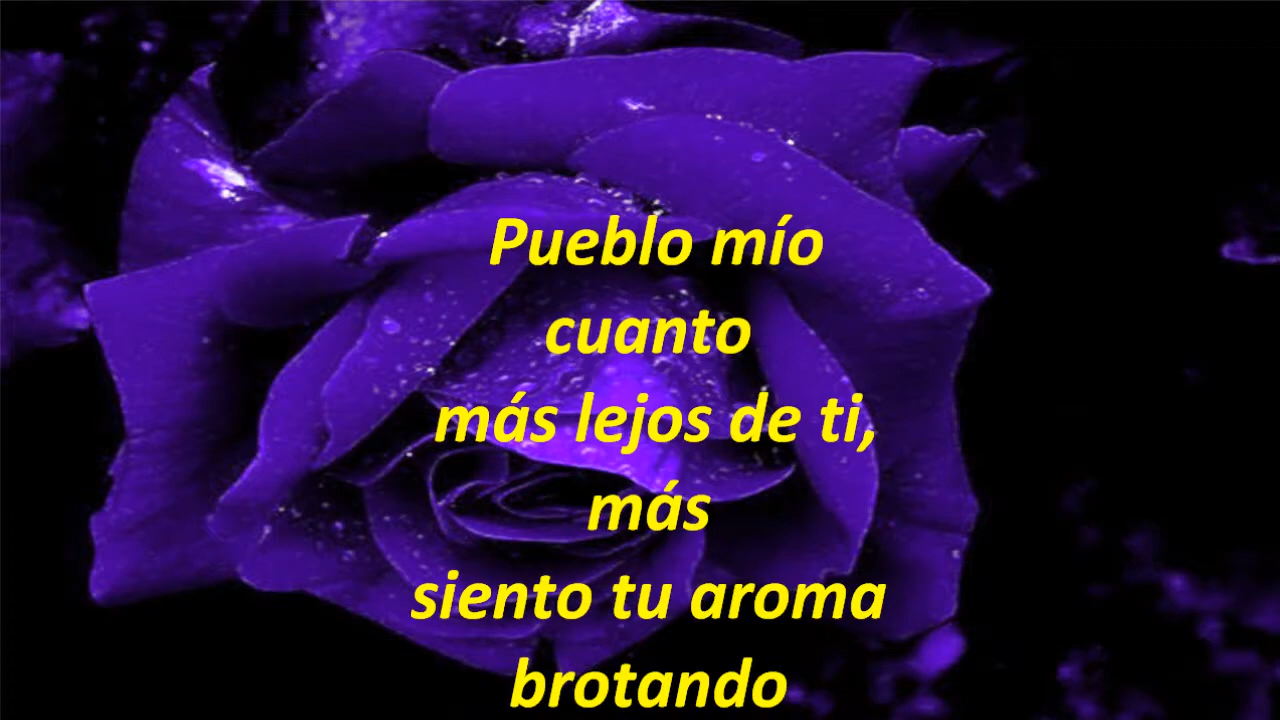 Pueblo mío
cuanto
más lejos de ti,
más
siento tu aroma
brotando